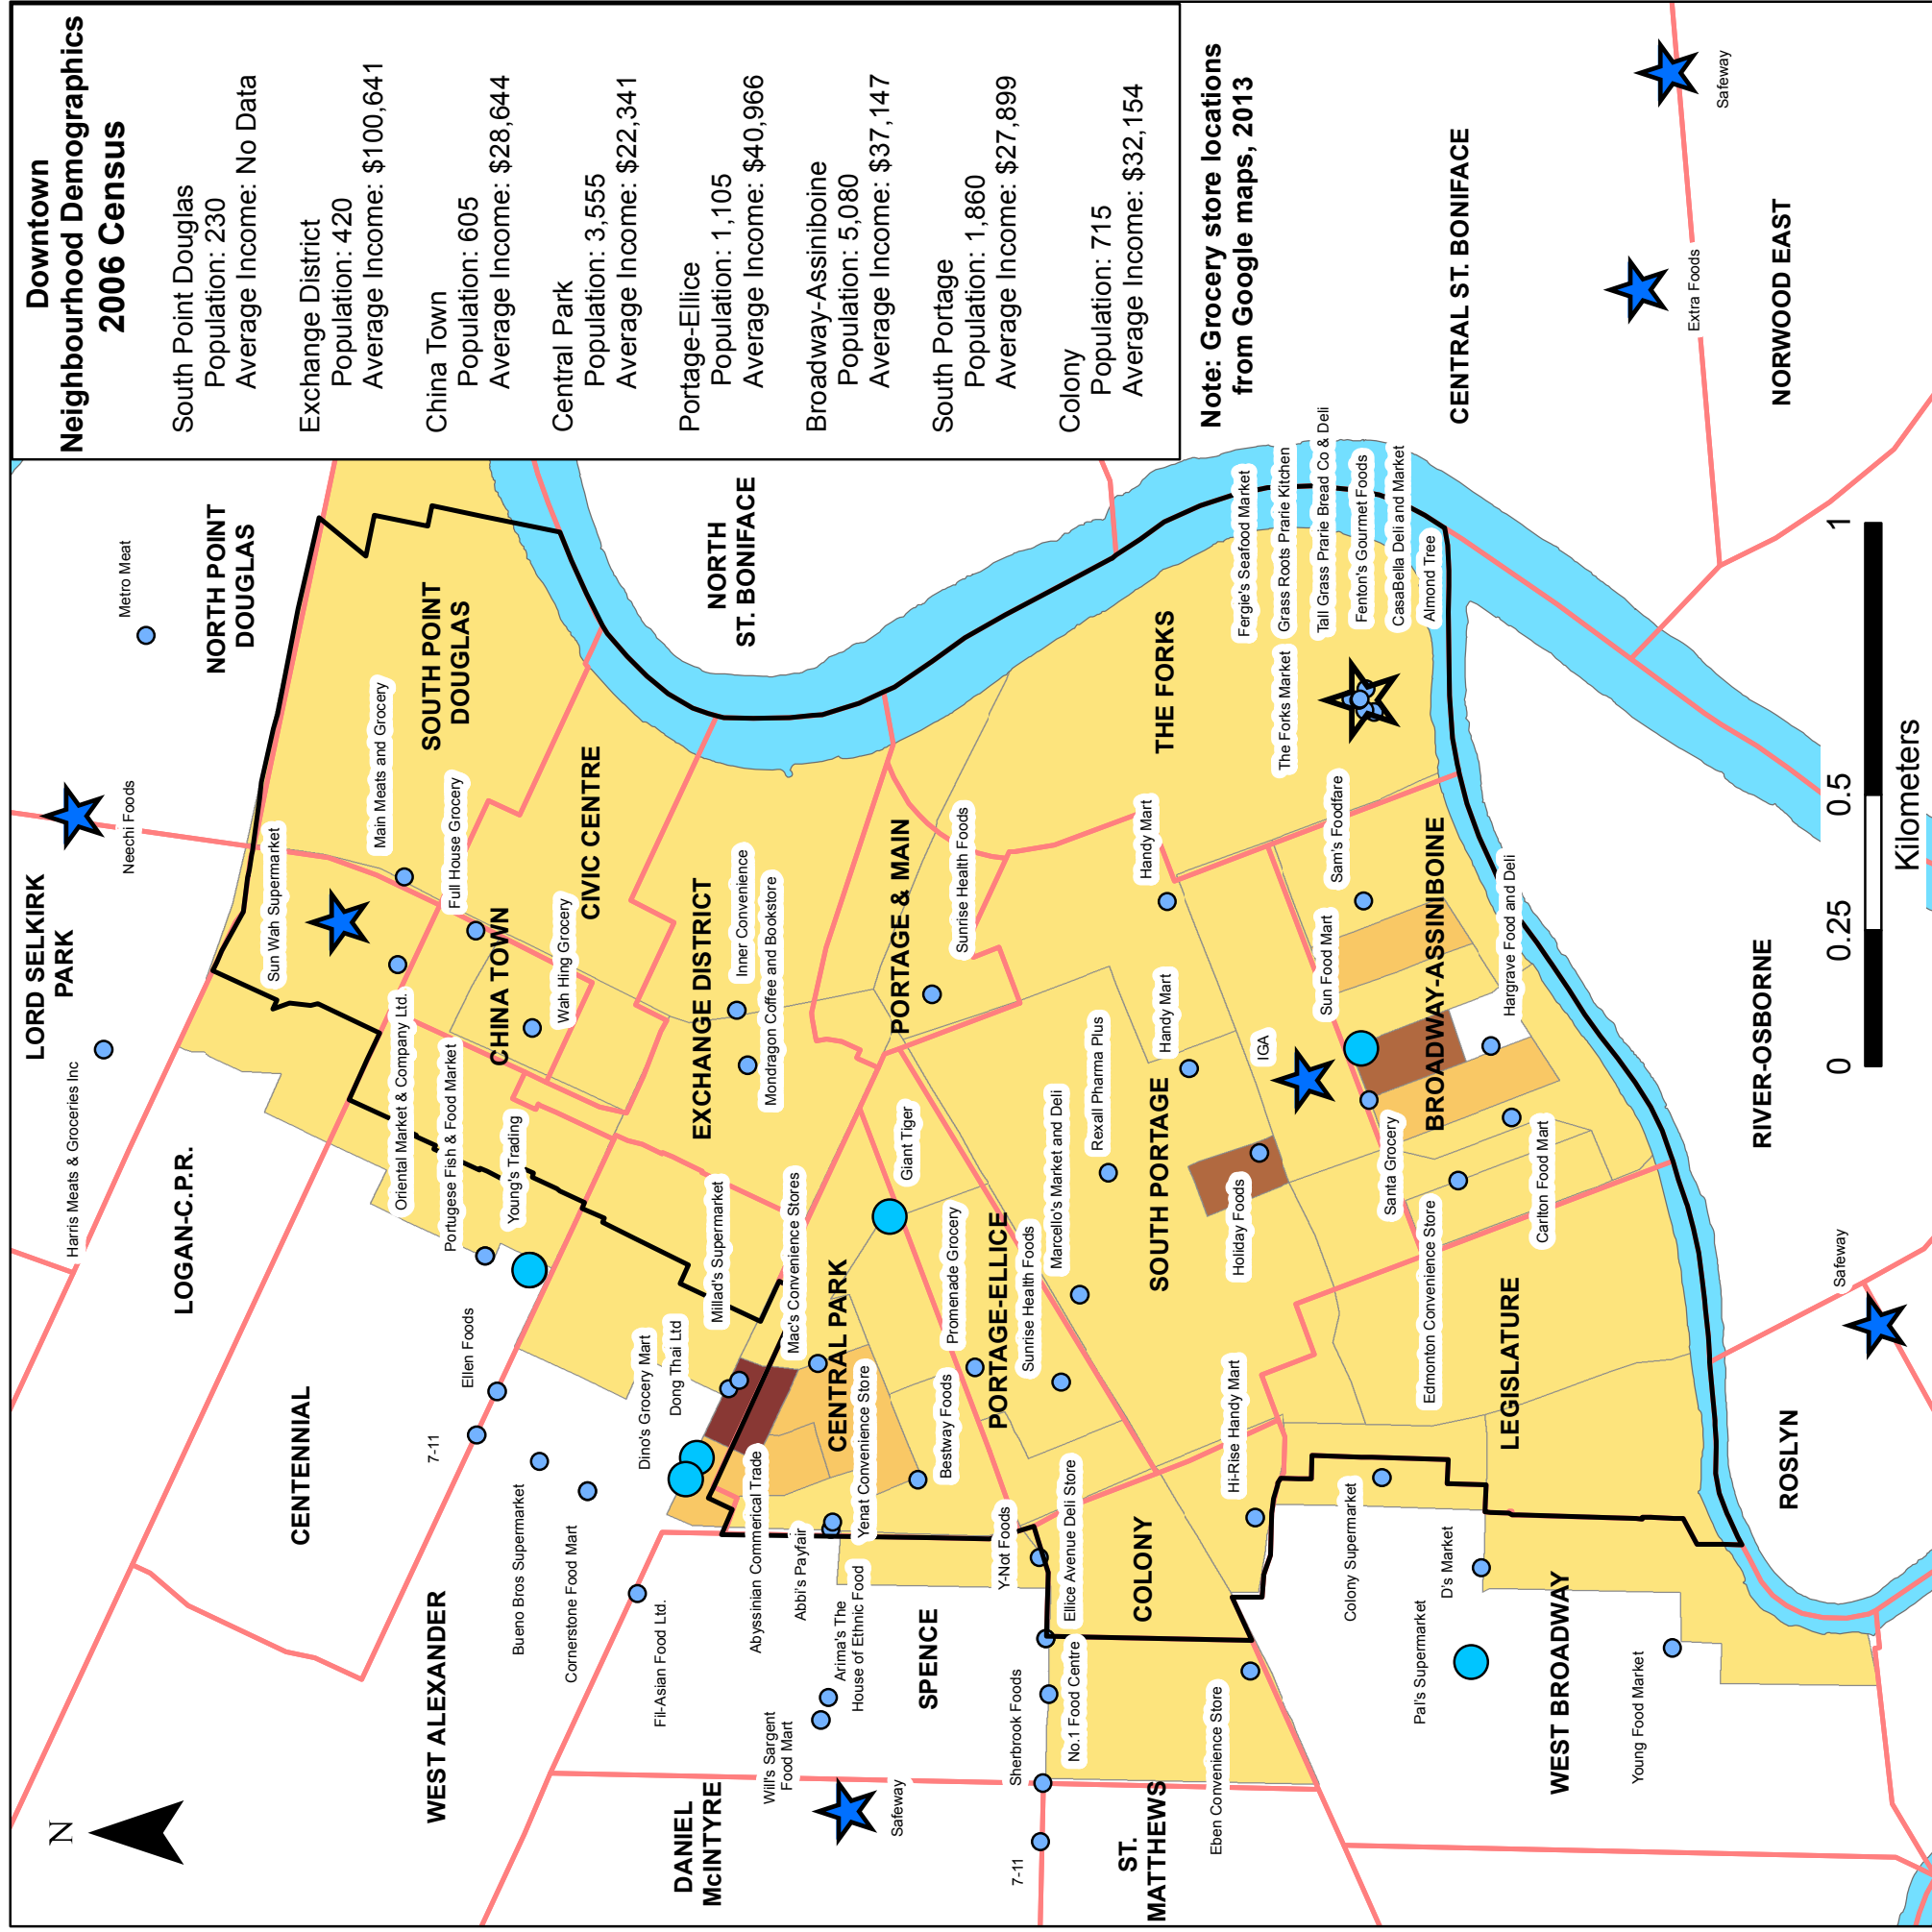 Downtown
Neighbourhood Demographics
2006 Census
South Point Douglas
Population: 230
Average Income: No Data
Exchange District
Population: 420
Average Income: $100,641
China Town
Population: 605
Average Income: $28,644
Central Park
Population: 3,555
Average Income: $22,341
Portage-Ellice
Population: 1,105
Average Income: $40,966
Broadway-Assiniboine
Population: 5,080
Average Income: $37,147
South Portage
Population: 1,860
Average Income: $27,899
Colony
Population: 715
Average Income: $32,154
Note: Grocery store locations
from Google maps, 2013
N
LORD SELKIRK
PARK
Neechi Foods
Metro Meat
NORTH POINT
DOUGLAS
Harris Meats & Groceries Inc
LOGAN-C.P.R.
CENTENNIAL
WEST ALEXANDER
Sun Wah Supermarket
Main Meats and Grocery
SOUTH POINT
DOUGLAS
Full House Grocery
Oriental Market & Company Ltd.
Portugese Fish & Food Market
Young's Trading
CHINA TOWN
Wah Hing Grocery
CIVIC CENTRE
Ellen Foods
7-11
Bueno Bros Supermarket
Cornerstone Food Mart
Fil-Asian Food Ltd.
Dino's Grocery Mart
Dong Thai Ltd
Millad's Supermarket
EXCHANGE DISTRICT
Inner Convenience
Mondragon Coffee and Bookstore
NORTH
ST. BONIFACE
DANIEL
McINTYRE
Will's Sargent
Food Mart
Abyssinian Commerical Trade
Abbi's Payfair
Mac's Convenience Stores
CENTRAL PARK
Arima's The
House of Ethnic Food
Yenat Convenience Store
Safeway
SPENCE
Giant Tiger
PORTAGE & MAIN
Bestway Foods
Promenade Grocery
Sunrise Health Foods
PORTAGE-ELLICE
Y-Not Foods
Sherbrook Foods
7-11
Sunrise Health Foods
Marcello's Market and Deli
Rexall Pharma Plus
No.1 Food Centre
Ellice Avenue Deli Store
COLONY
ST.
MATTHEWS
SOUTH PORTAGE
Handy Mart
Handy Mart
THE FORKS
Eben Convenience Store
Hi-Rise Handy Mart
Holiday Foods
IGA
The Forks Market
Fergie's Seafood Market
Grass Roots Prarie Kitchen
Tall Grass Prarie Bread Co & Deli
Fenton's Gourmet Foods
CasaBella Deli and Market
Almond Tree
Sun Food Mart
Sam's Foodfare
Colony Supermarket
Santa Grocery
BROADWAY-ASSINIBOINE
Edmonton Convenience Store
Pal's Supermarket
D's Market
LEGISLATURE
Hargrave Food and Deli
Carlton Food Mart
WEST BROADWAY
Young Food Market
CENTRAL ST. BONIFACE
Extra Foods
Safeway
NORWOOD EAST
RIVER-OSBORNE
ROSLYN
Safeway
0 0.25 0.5 1
Kilometers